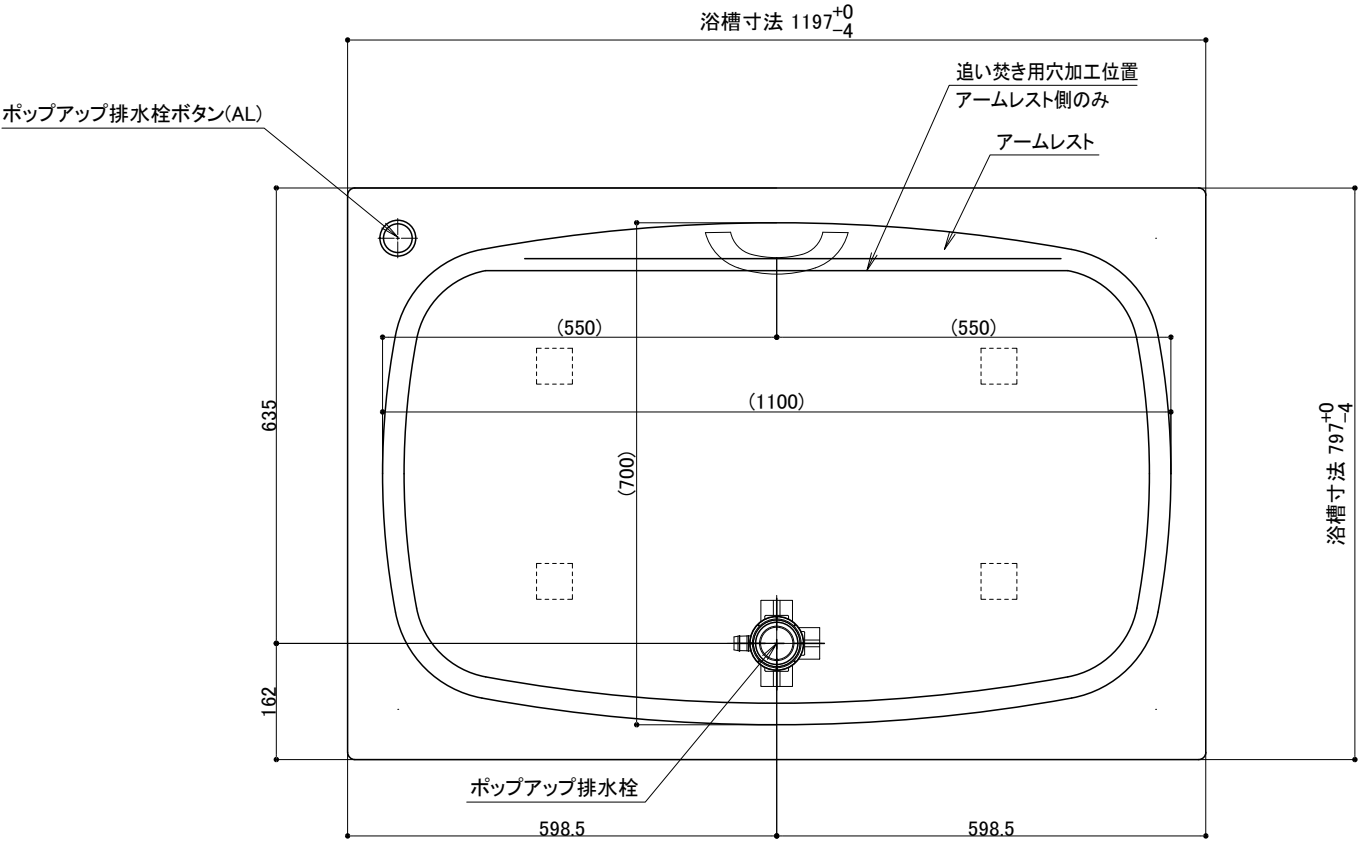 浴槽寸法 1197+0−4
追い焚き用穴加工位置
アームレスト側のみ
ポップアップ排水栓ボタン(AL)
アームレスト
(550)
(550)
(1100)
635
(700)
浴槽寸法 797+0−4
162
ポップアップ排水栓
598.5
598.5